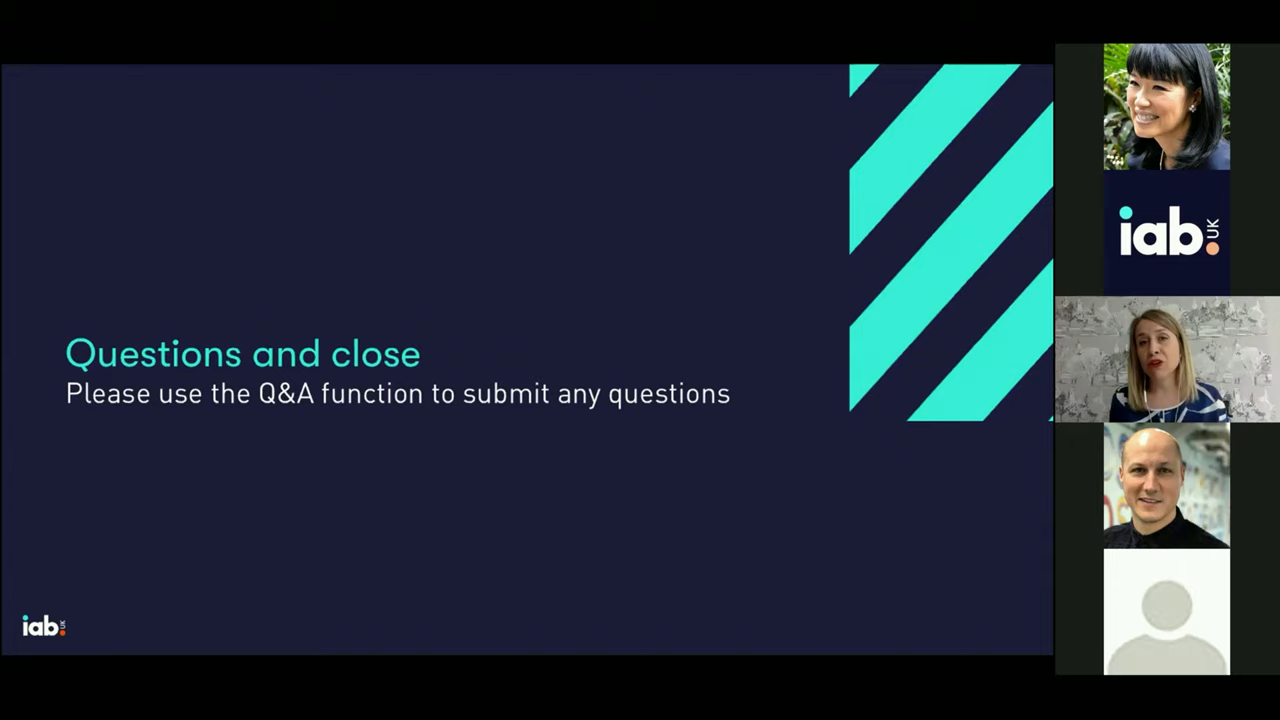 Questions and close
Please use the Q&A function to submit any questions
iab.UK
iab.UK